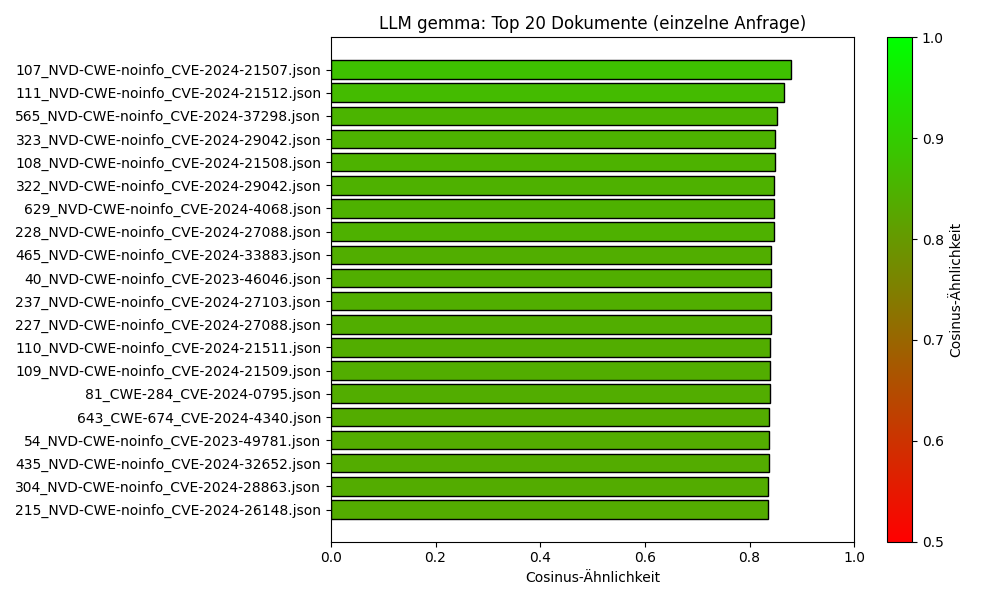 LLM gemma: Top 20 Dokumente (einzelne Anfrage)
107_NVD-CWE-noinfo_CVE-2024-21507.json
111_NVD-CWE-noinfo_CVE-2024-21512.json
565_NVD-CWE-noinfo_CVE-2024-37298.json
323_NVD-CWE-noinfo_CVE-2024-29042.json
108_NVD-CWE-noinfo_CVE-2024-21508.json
322_NVD-CWE-noinfo_CVE-2024-29042.json
629_NVD-CWE-noinfo_CVE-2024-4068.json
228_NVD-CWE-noinfo_CVE-2024-27088.json
465_NVD-CWE-noinfo_CVE-2024-33883.json
40_NVD-CWE-noinfo_CVE-2023-46046.json
237_NVD-CWE-noinfo_CVE-2024-27103.json
227_NVD-CWE-noinfo_CVE-2024-27088.json
110_NVD-CWE-noinfo_CVE-2024-21511.json
109_NVD-CWE-noinfo_CVE-2024-21509.json
81_CWE-284_CVE-2024-0795.json
643_CWE-674_CVE-2024-4340.json
54_NVD-CWE-noinfo_CVE-2023-49781.json
435_NVD-CWE-noinfo_CVE-2024-32652.json
304_NVD-CWE-noinfo_CVE-2024-28863.json
215_NVD-CWE-noinfo_CVE-2024-26148.json
0.0 0.2 0.4 0.6 0.8 1.0
Cosinus-Ähnlichkeit
1.0
0.9
0.8
0.7
0.6
0.5
Cosinus-Ähnlichkeit